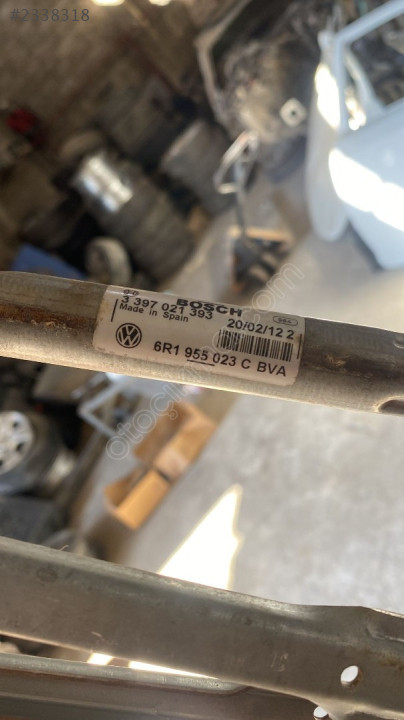 #2338318
BOSCH
3 397 021 393
Made in Spain
20/02/12 2
6R1 955 023 C BVA